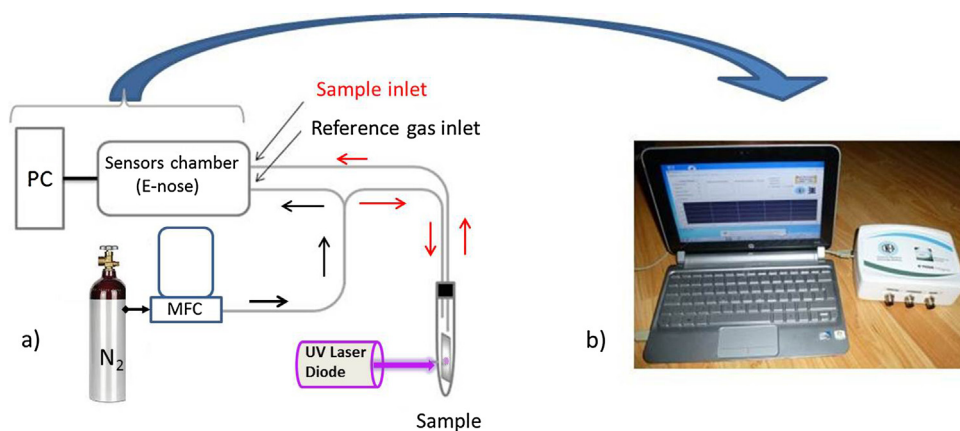 Sample inlet
Reference gas inlet
PC
Sensors chamber
(E-nose)
MFC
a)
N2
UV Laser
Diode
Sample
b)